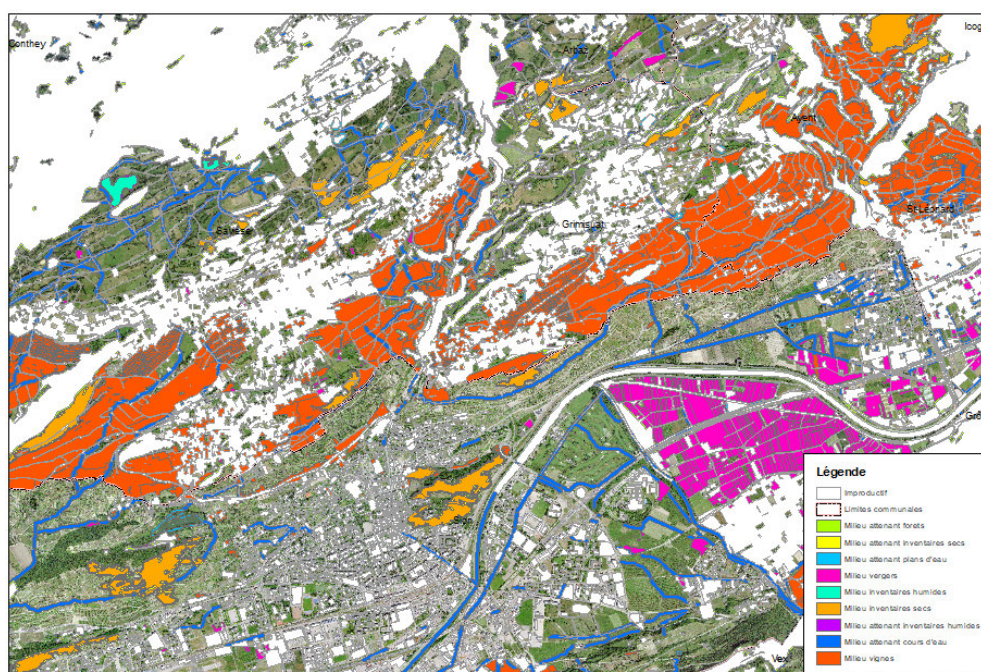 Conthey
Arbaz
Icog
Ayent
Savièse
Grimisuat
St-Léonard
Grô
Sion
Vex
Légende
Improductif
Limites communales
Milieu attenant forets
Milieu attenant inventaires secs
Milieu attenant plans d'eau
Milieu vergers
Milieu inventaires humides
Milieu inventaires secs
Milieu attenant inventaires humides
Milieu attenant cours d'eau
Milieu vignes